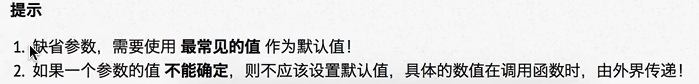 提示
1. 缺省参数，需要使用 最常见的值 作为默认值！
2. 如果一个参数的值 不能确定，则不应该设置默认值，具体的数值在调用函数时，由外界传递！